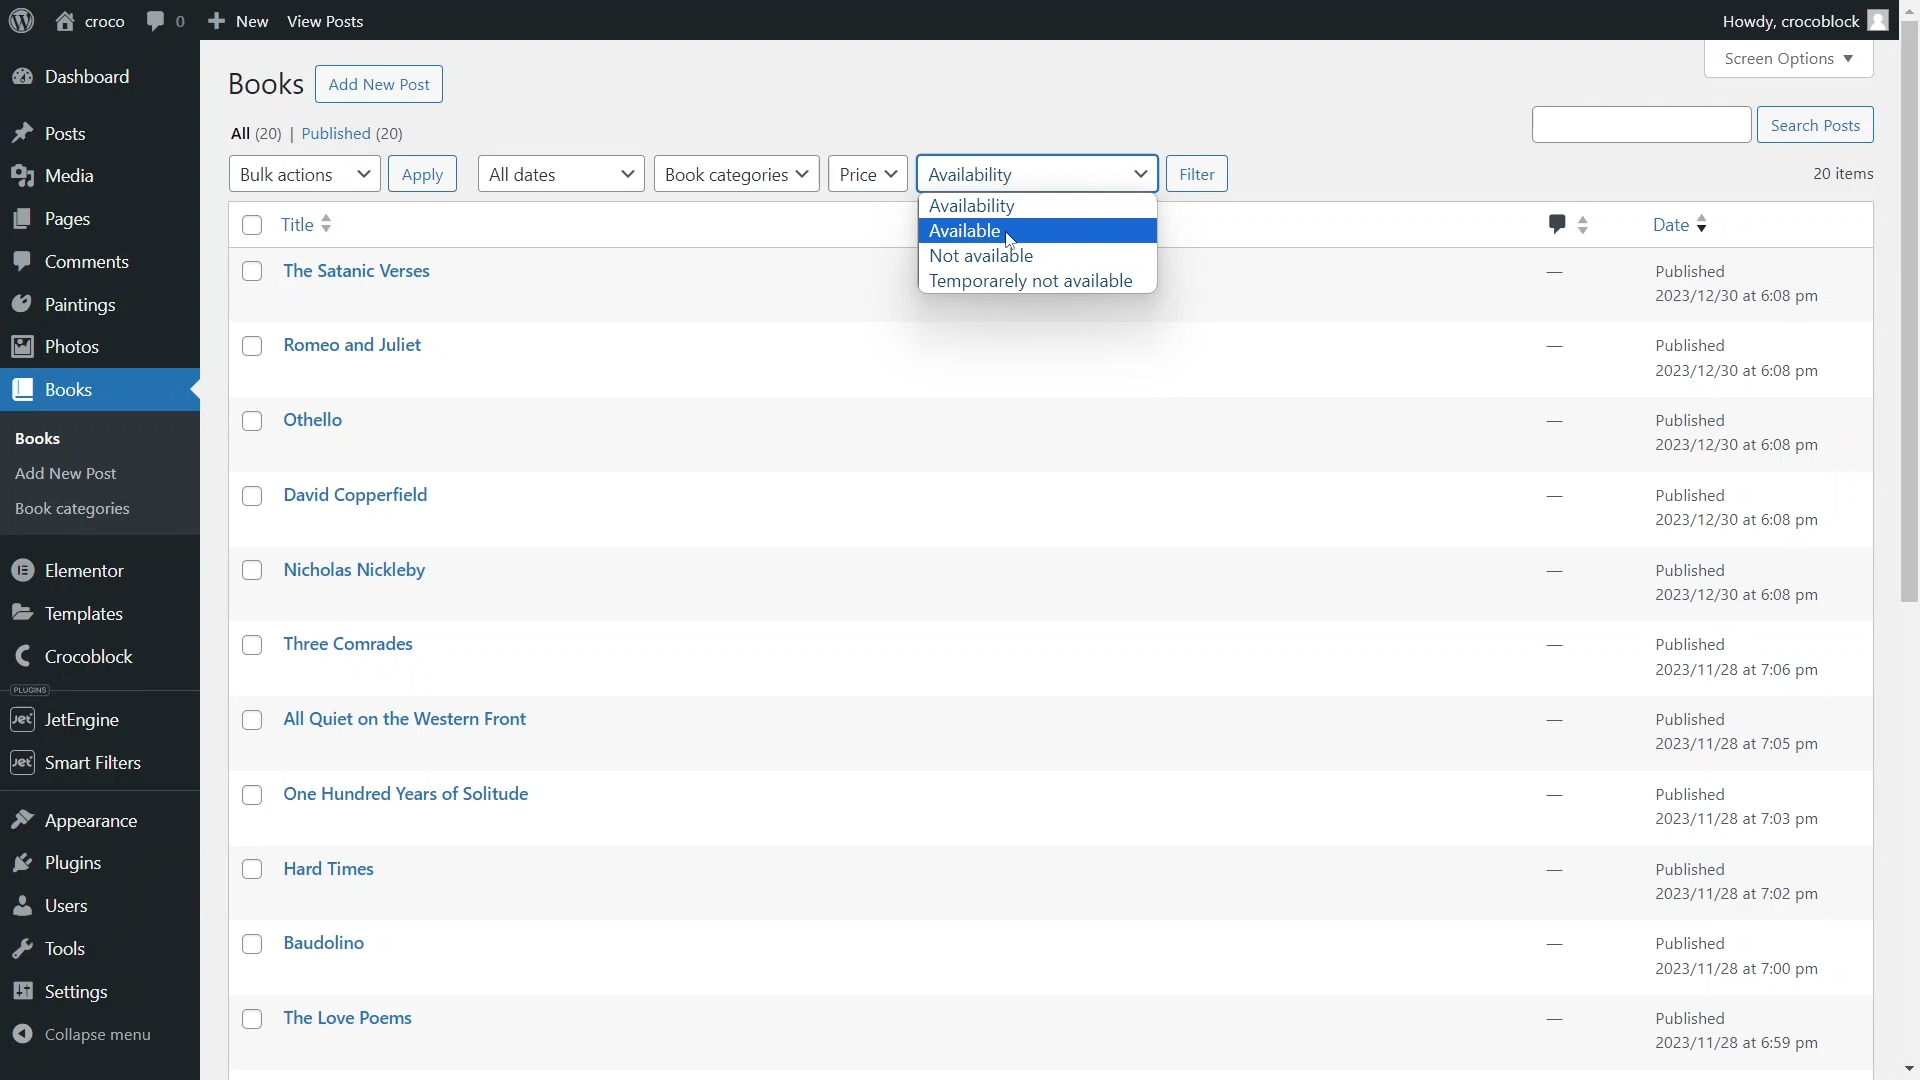 croco 0 New View Posts Howdy, crocoblock
Screen Options
Dashboard
Posts
Media
Pages
Comments
Paintings
Photos
Books
Books
Add New Post
Book categories
Elementor
Templates
Crocoblock
PLUGINS
Jet JetEngine
Jet Smart Filters
Appearance
Plugins
Users
Tools
Settings
Collapse menu
Books Add New Post
All (20) | Published (20)
Search Posts
Bulk actions Apply All dates Book categories Price Availability Filter 20 items
Availability
Available
Not available
Temporarely not available
Title Date
The Satanic Verses — Published
2023/12/30 at 6:08 pm
Romeo and Juliet — Published
2023/12/30 at 6:08 pm
Othello — Published
2023/12/30 at 6:08 pm
David Copperfield — Published
2023/12/30 at 6:08 pm
Nicholas Nickleby — Published
2023/12/30 at 6:08 pm
Three Comrades — Published
2023/11/28 at 7:06 pm
All Quiet on the Western Front — Published
2023/11/28 at 7:05 pm
One Hundred Years of Solitude — Published
2023/11/28 at 7:03 pm
Hard Times — Published
2023/11/28 at 7:02 pm
Baudolino — Published
2023/11/28 at 7:00 pm
The Love Poems — Published
2023/11/28 at 6:59 pm